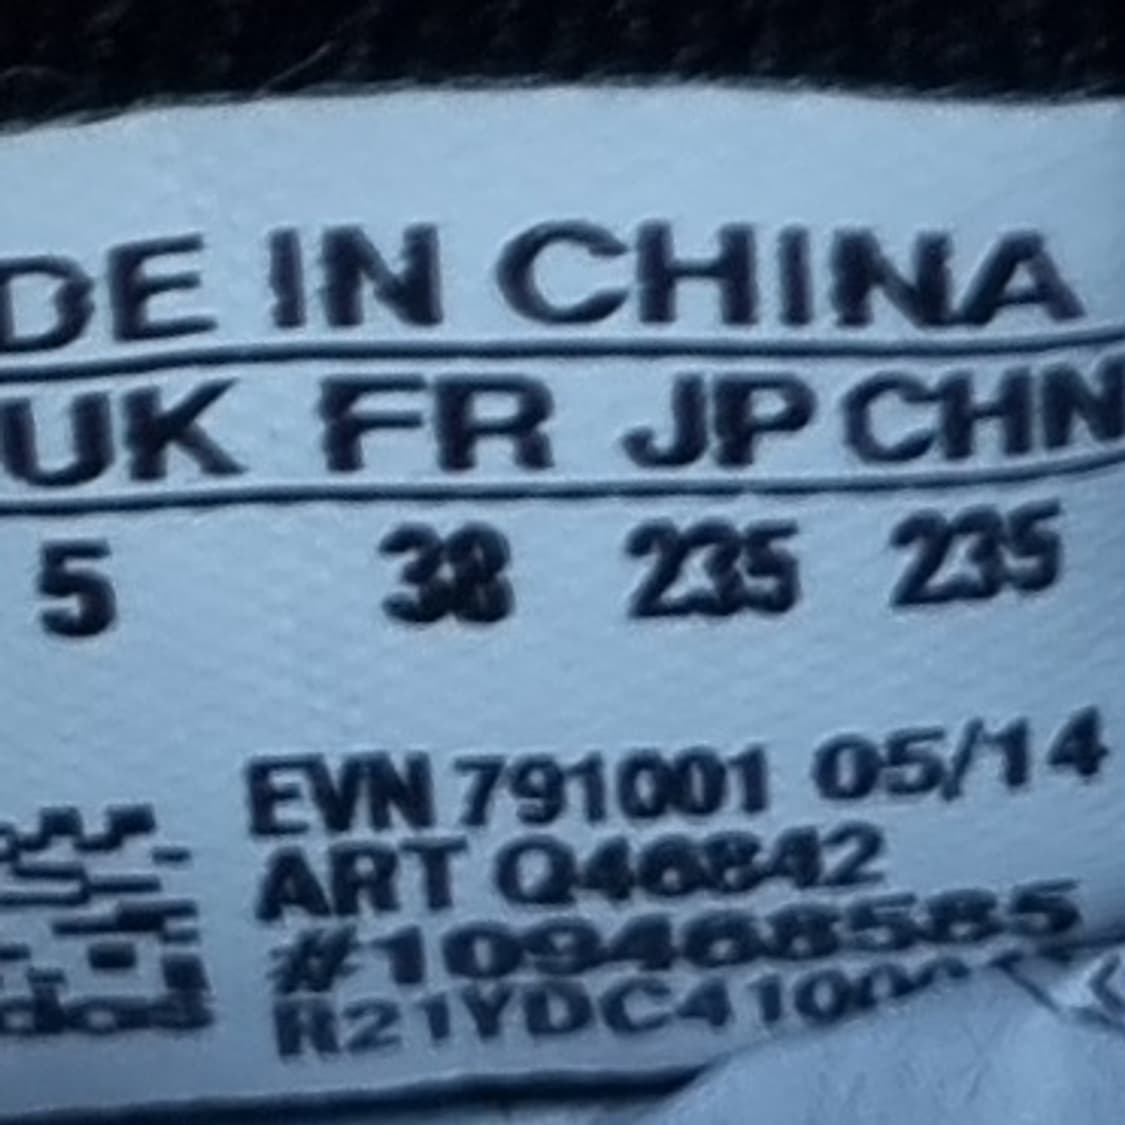 DE IN CHINA
UK FR JP CHN
5 38 235 235
EVN 791001 05/14
ART Q46842
#109468585